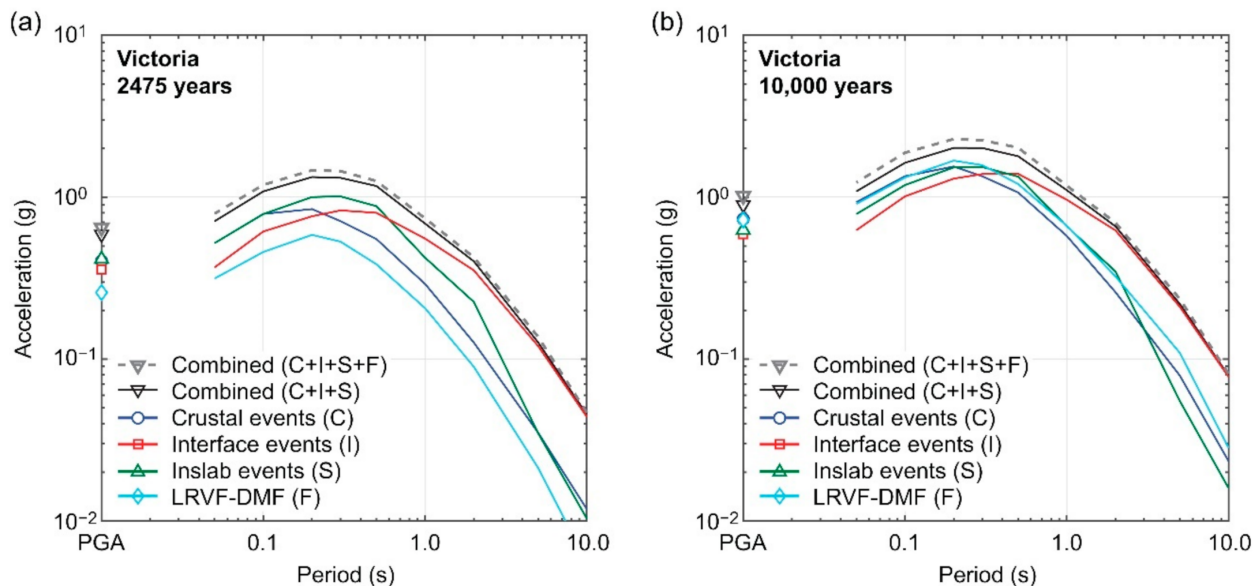 (a)
Victoria
2475 years
Acceleration (g)
10¹
10⁰
10⁻¹
10⁻²
Combined (C+I+S+F)
Combined (C+I+S)
Crustal events (C)
Interface events (I)
Inslab events (S)
LRVF-DMF (F)
PGA 0.1 1.0 10.0
Period (s)
(b)
Victoria
10,000 years
Acceleration (g)
10¹
10⁰
10⁻¹
10⁻²
Combined (C+I+S+F)
Combined (C+I+S)
Crustal events (C)
Interface events (I)
Inslab events (S)
LRVF-DMF (F)
PGA 0.1 1.0 10.0
Period (s)